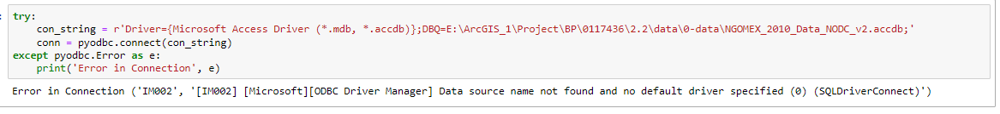 try:
    con_string = r'Driver={Microsoft Access Driver (*.mdb, *.accdb)};DBQ=E:\ArcGIS_1\Project\BP\0117436\2.2\data\0-data\NGOMEX_2010_Data_NODC_v2.accdb;'
    conn = pyodbc.connect(con_string)
except pyodbc.Error as e:
    print('Error in Connection', e)
Error in Connection ('IM002', '[IM002] [Microsoft][ODBC Driver Manager] Data source name not found and no default driver specified (0) (SQLDriverConnect)')